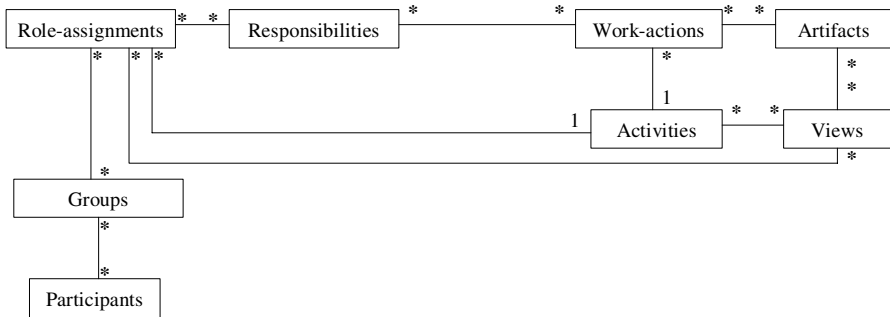 Role-assignments * * Responsibilities * * Work-actions * * Artifacts
* * * * *
*
1 1 * *
Activities Views
*
*
Groups
*
*
Participants